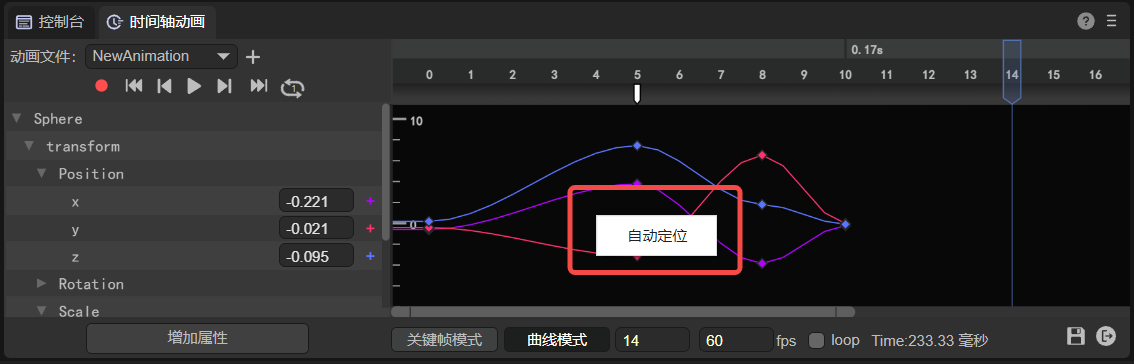 控制台 时间轴动画
动画文件: NewAnimation
0. 17s
0 1 2 3 4 5 6 7 8 9 10 11 12 13 14 15 16
Sphere
transform
Position
x -0.221
y -0.021
z -0.095
Rotation
Scale
10
0
自动定位
增加属性 关键帧模式 曲线模式 14 60 fps loop Time:233.33 毫秒